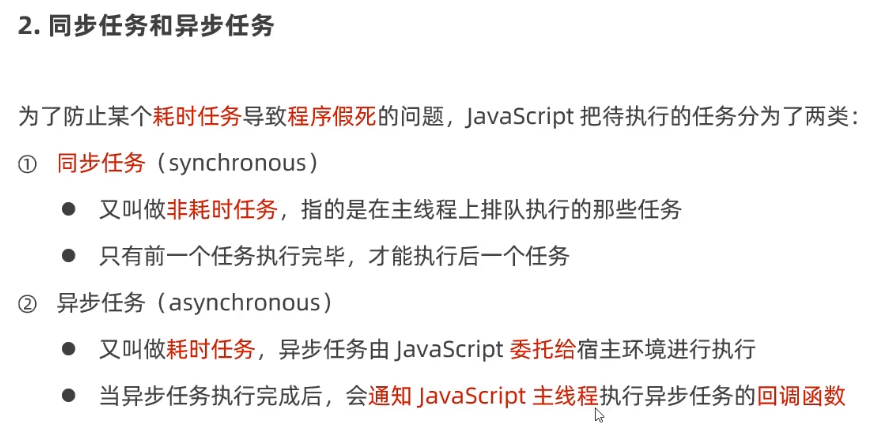 2. 同步任务和异步任务
为了防止某个耗时任务导致程序假死的问题，JavaScript 把待执行的任务分为了两类：
① 同步任务（synchronous）
● 又叫做非耗时任务，指的是在主线程上排队执行的那些任务
● 只有前一个任务执行完毕，才能执行后一个任务
② 异步任务（asynchronous）
● 又叫做耗时任务，异步任务由 JavaScript 委托给宿主环境进行执行
● 当异步任务执行完成后，会通知 JavaScript 主线程执行异步任务的回调函数